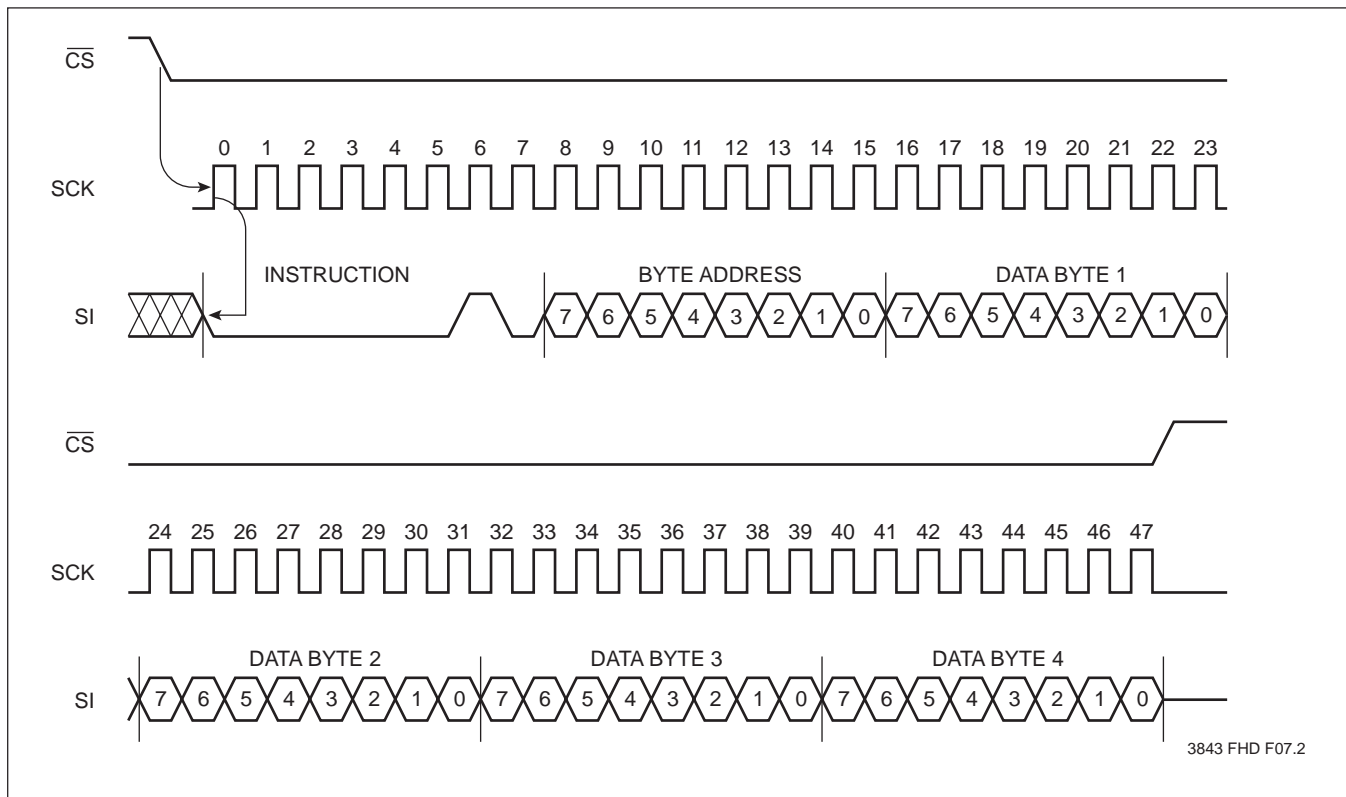 CS
0 1 2 3 4 5 6 7 8 9 10 11 12 13 14 15 16 17 18 19 20 21 22 23
SCK
INSTRUCTION BYTE ADDRESS DATA BYTE 1
SI 7 6 5 4 3 2 1 0 7 6 5 4 3 2 1 0
CS
24 25 26 27 28 29 30 31 32 33 34 35 36 37 38 39 40 41 42 43 44 45 46 47
SCK
DATA BYTE 2 DATA BYTE 3 DATA BYTE 4
SI 7 6 5 4 3 2 1 0 7 6 5 4 3 2 1 0 7 6 5 4 3 2 1 0
3843 FHD F07.2